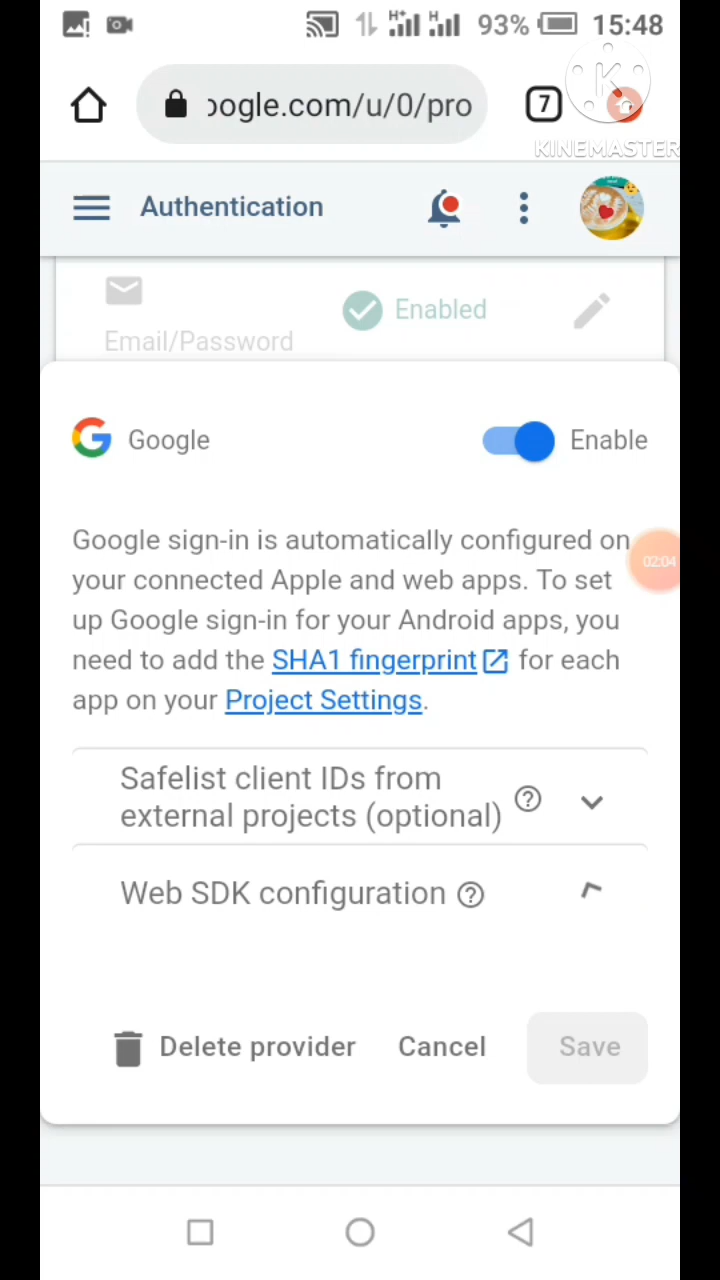 H+ H 93% 15:48
oogle.com/u/0/pro 7
KINEMASTER
Authentication
Enabled
Email/Password
Google Enable
Google sign-in is automatically configured on
your connected Apple and web apps. To set
up Google sign-in for your Android apps, you
need to add the SHA1 fingerprint for each
app on your Project Settings.
02:04
Safelist client IDs from
external projects (optional)
Web SDK configuration
Delete provider Cancel Save